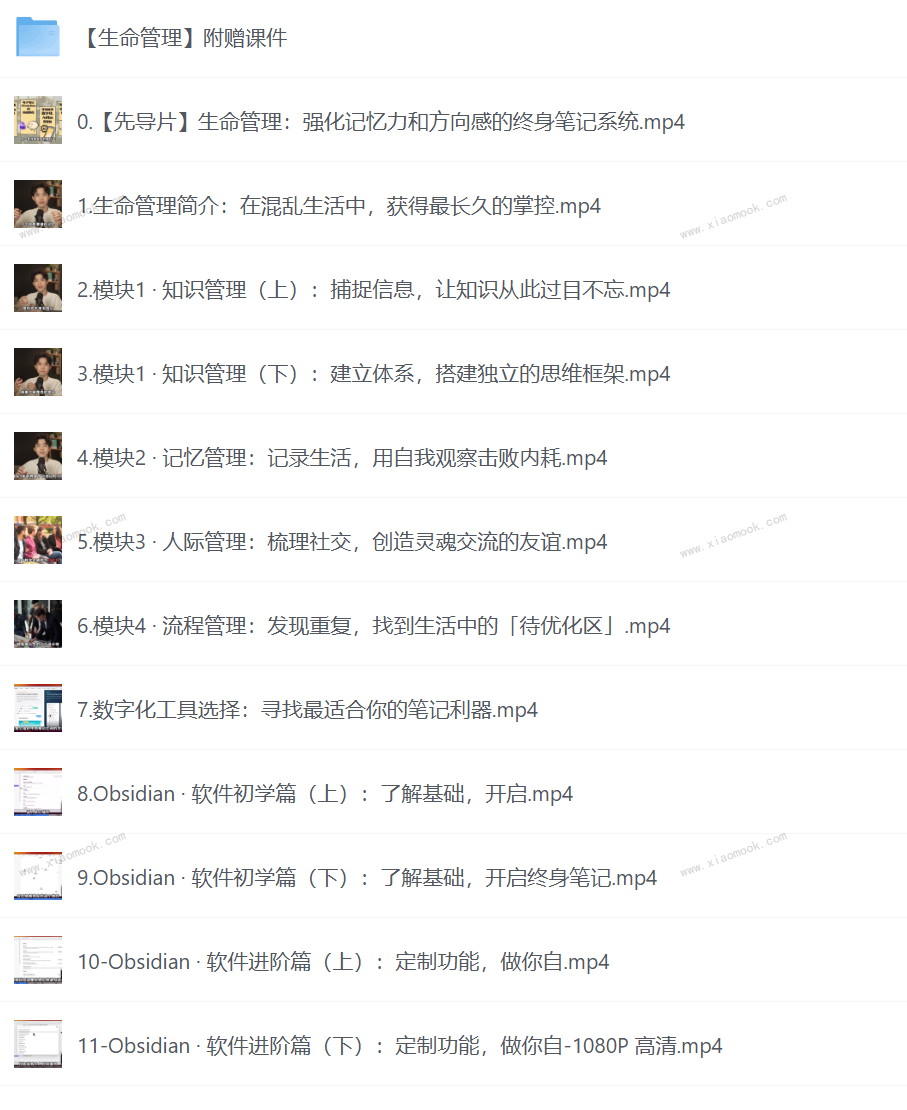 【生命管理】附赠课件
0.【先导片】生命管理：强化记忆力和方向感的终身笔记系统.mp4
1.生命管理简介：在混乱生活中，获得最长久的掌控.mp4
www.xiaomook.com
2.模块1 · 知识管理（上）：捕捉信息，让知识从此过目不忘.mp4
3.模块1 · 知识管理（下）：建立体系，搭建独立的思维框架.mp4
4.模块2 · 记忆管理：记录生活，用自我观察击败内耗.mp4
5.模块3 · 人际管理：梳理社交，创造灵魂交流的友谊.mp4
www.xiaomook.com
6.模块4 · 流程管理：发现重复，找到生活中的「待优化区」.mp4
7.数字化工具选择：寻找最适合你的笔记利器.mp4
8.Obsidian · 软件初学篇（上）：了解基础，开启.mp4
www.xiaomook.com
www.xiaomook.com
9.Obsidian · 软件初学篇（下）：了解基础，开启终身笔记.mp4
10-Obsidian · 软件进阶篇（上）：定制功能，做你自.mp4
11-Obsidian · 软件进阶篇（下）：定制功能，做你自-1080P 高清.mp4